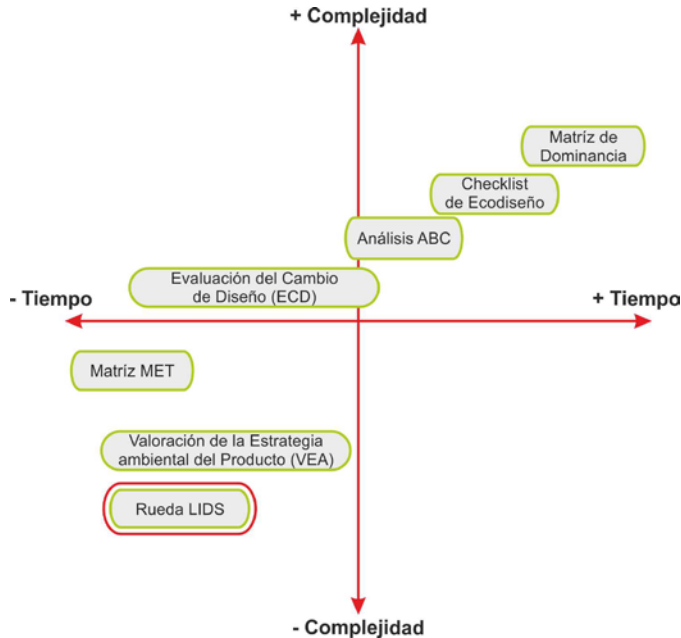 + Complejidad
Matríz de
Dominancia
Checklist
de Ecodiseño
Análisis ABC
Evaluación del Cambio
de Diseño (ECD)
- Tiempo
+ Tiempo
Matríz MET
Valoración de la Estrategia
ambiental del Producto (VEA)
Rueda LIDS
- Complejidad